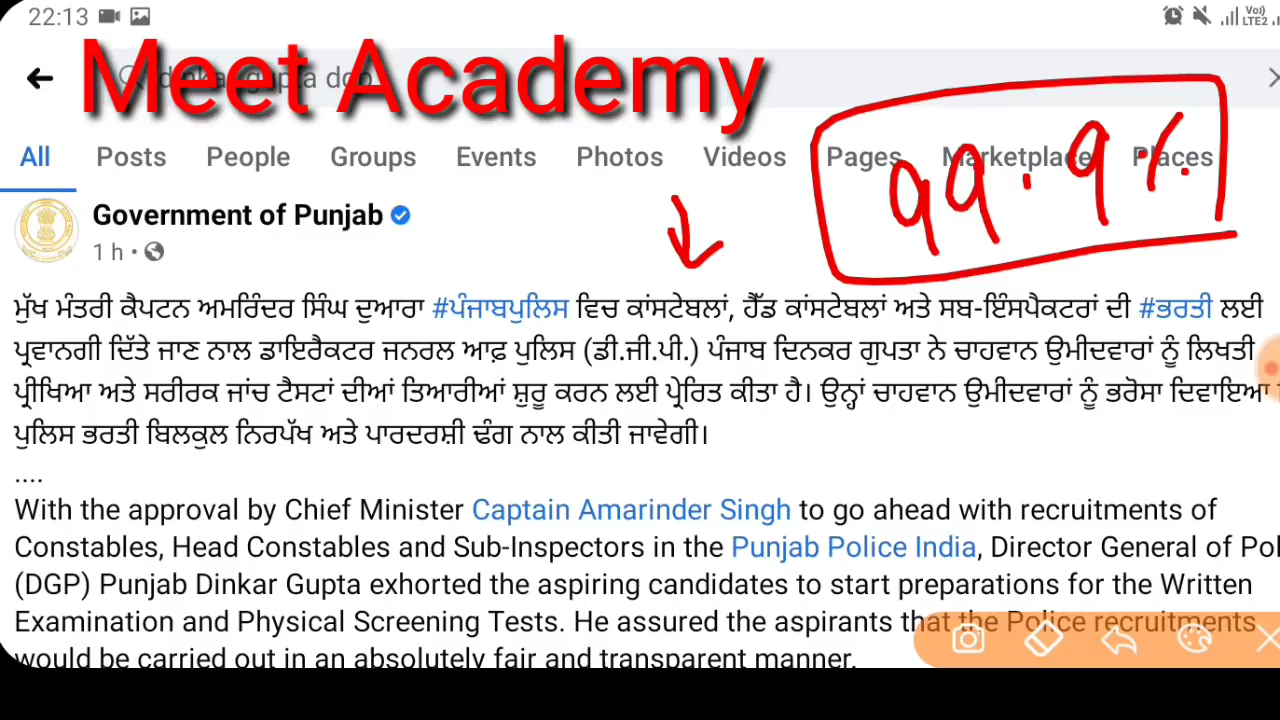 22:13
Vo))
LTE2
Meet Academy
dinkar gupta dgp
All Posts People Groups Events Photos Videos Pages Marketplace Places
99.9%
Government of Punjab
1 h
ਮੁੱਖ ਮੰਤਰੀ ਕੈਪਟਨ ਅਮਰਿੰਦਰ ਸਿੰਘ ਦੁਆਰਾ #ਪੰਜਾਬਪੁਲਿਸ ਵਿਚ ਕਾਂਸਟੇਬਲਾਂ, ਹੈੱਡ ਕਾਂਸਟੇਬਲਾਂ ਅਤੇ ਸਬ-ਇੰਸਪੈਕਟਰਾਂ ਦੀ #ਭਰਤੀ ਲਈ
ਪ੍ਰਵਾਨਗੀ ਦਿੱਤੇ ਜਾਣ ਨਾਲ ਡਾਇਰੈਕਟਰ ਜਨਰਲ ਆਫ਼ ਪੁਲਿਸ (ਡੀ.ਜੀ.ਪੀ.) ਪੰਜਾਬ ਦਿਨਕਰ ਗੁਪਤਾ ਨੇ ਚਾਹਵਾਨ ਉਮੀਦਵਾਰਾਂ ਨੂੰ ਲਿਖਤੀ
ਪ੍ਰੀਖਿਆ ਅਤੇ ਸਰੀਰਕ ਜਾਂਚ ਟੈਸਟਾਂ ਦੀਆਂ ਤਿਆਰੀਆਂ ਸ਼ੁਰੂ ਕਰਨ ਲਈ ਪ੍ਰੇਰਿਤ ਕੀਤਾ ਹੈ। ਉਨ੍ਹਾਂ ਚਾਹਵਾਨ ਉਮੀਦਵਾਰਾਂ ਨੂੰ ਭਰੋਸਾ ਦਿਵਾਇਆ
ਪੁਲਿਸ ਭਰਤੀ ਬਿਲਕੁਲ ਨਿਰਪੱਖ ਅਤੇ ਪਾਰਦਰਸ਼ੀ ਢੰਗ ਨਾਲ ਕੀਤੀ ਜਾਵੇਗੀ।
....
With the approval by Chief Minister Captain Amarinder Singh to go ahead with recruitments of
Constables, Head Constables and Sub-Inspectors in the Punjab Police India, Director General of Pol
(DGP) Punjab Dinkar Gupta exhorted the aspiring candidates to start preparations for the Written
Examination and Physical Screening Tests. He assured the aspirants that the Police recruitments
would be carried out in an absolutely fair and transparent manner.